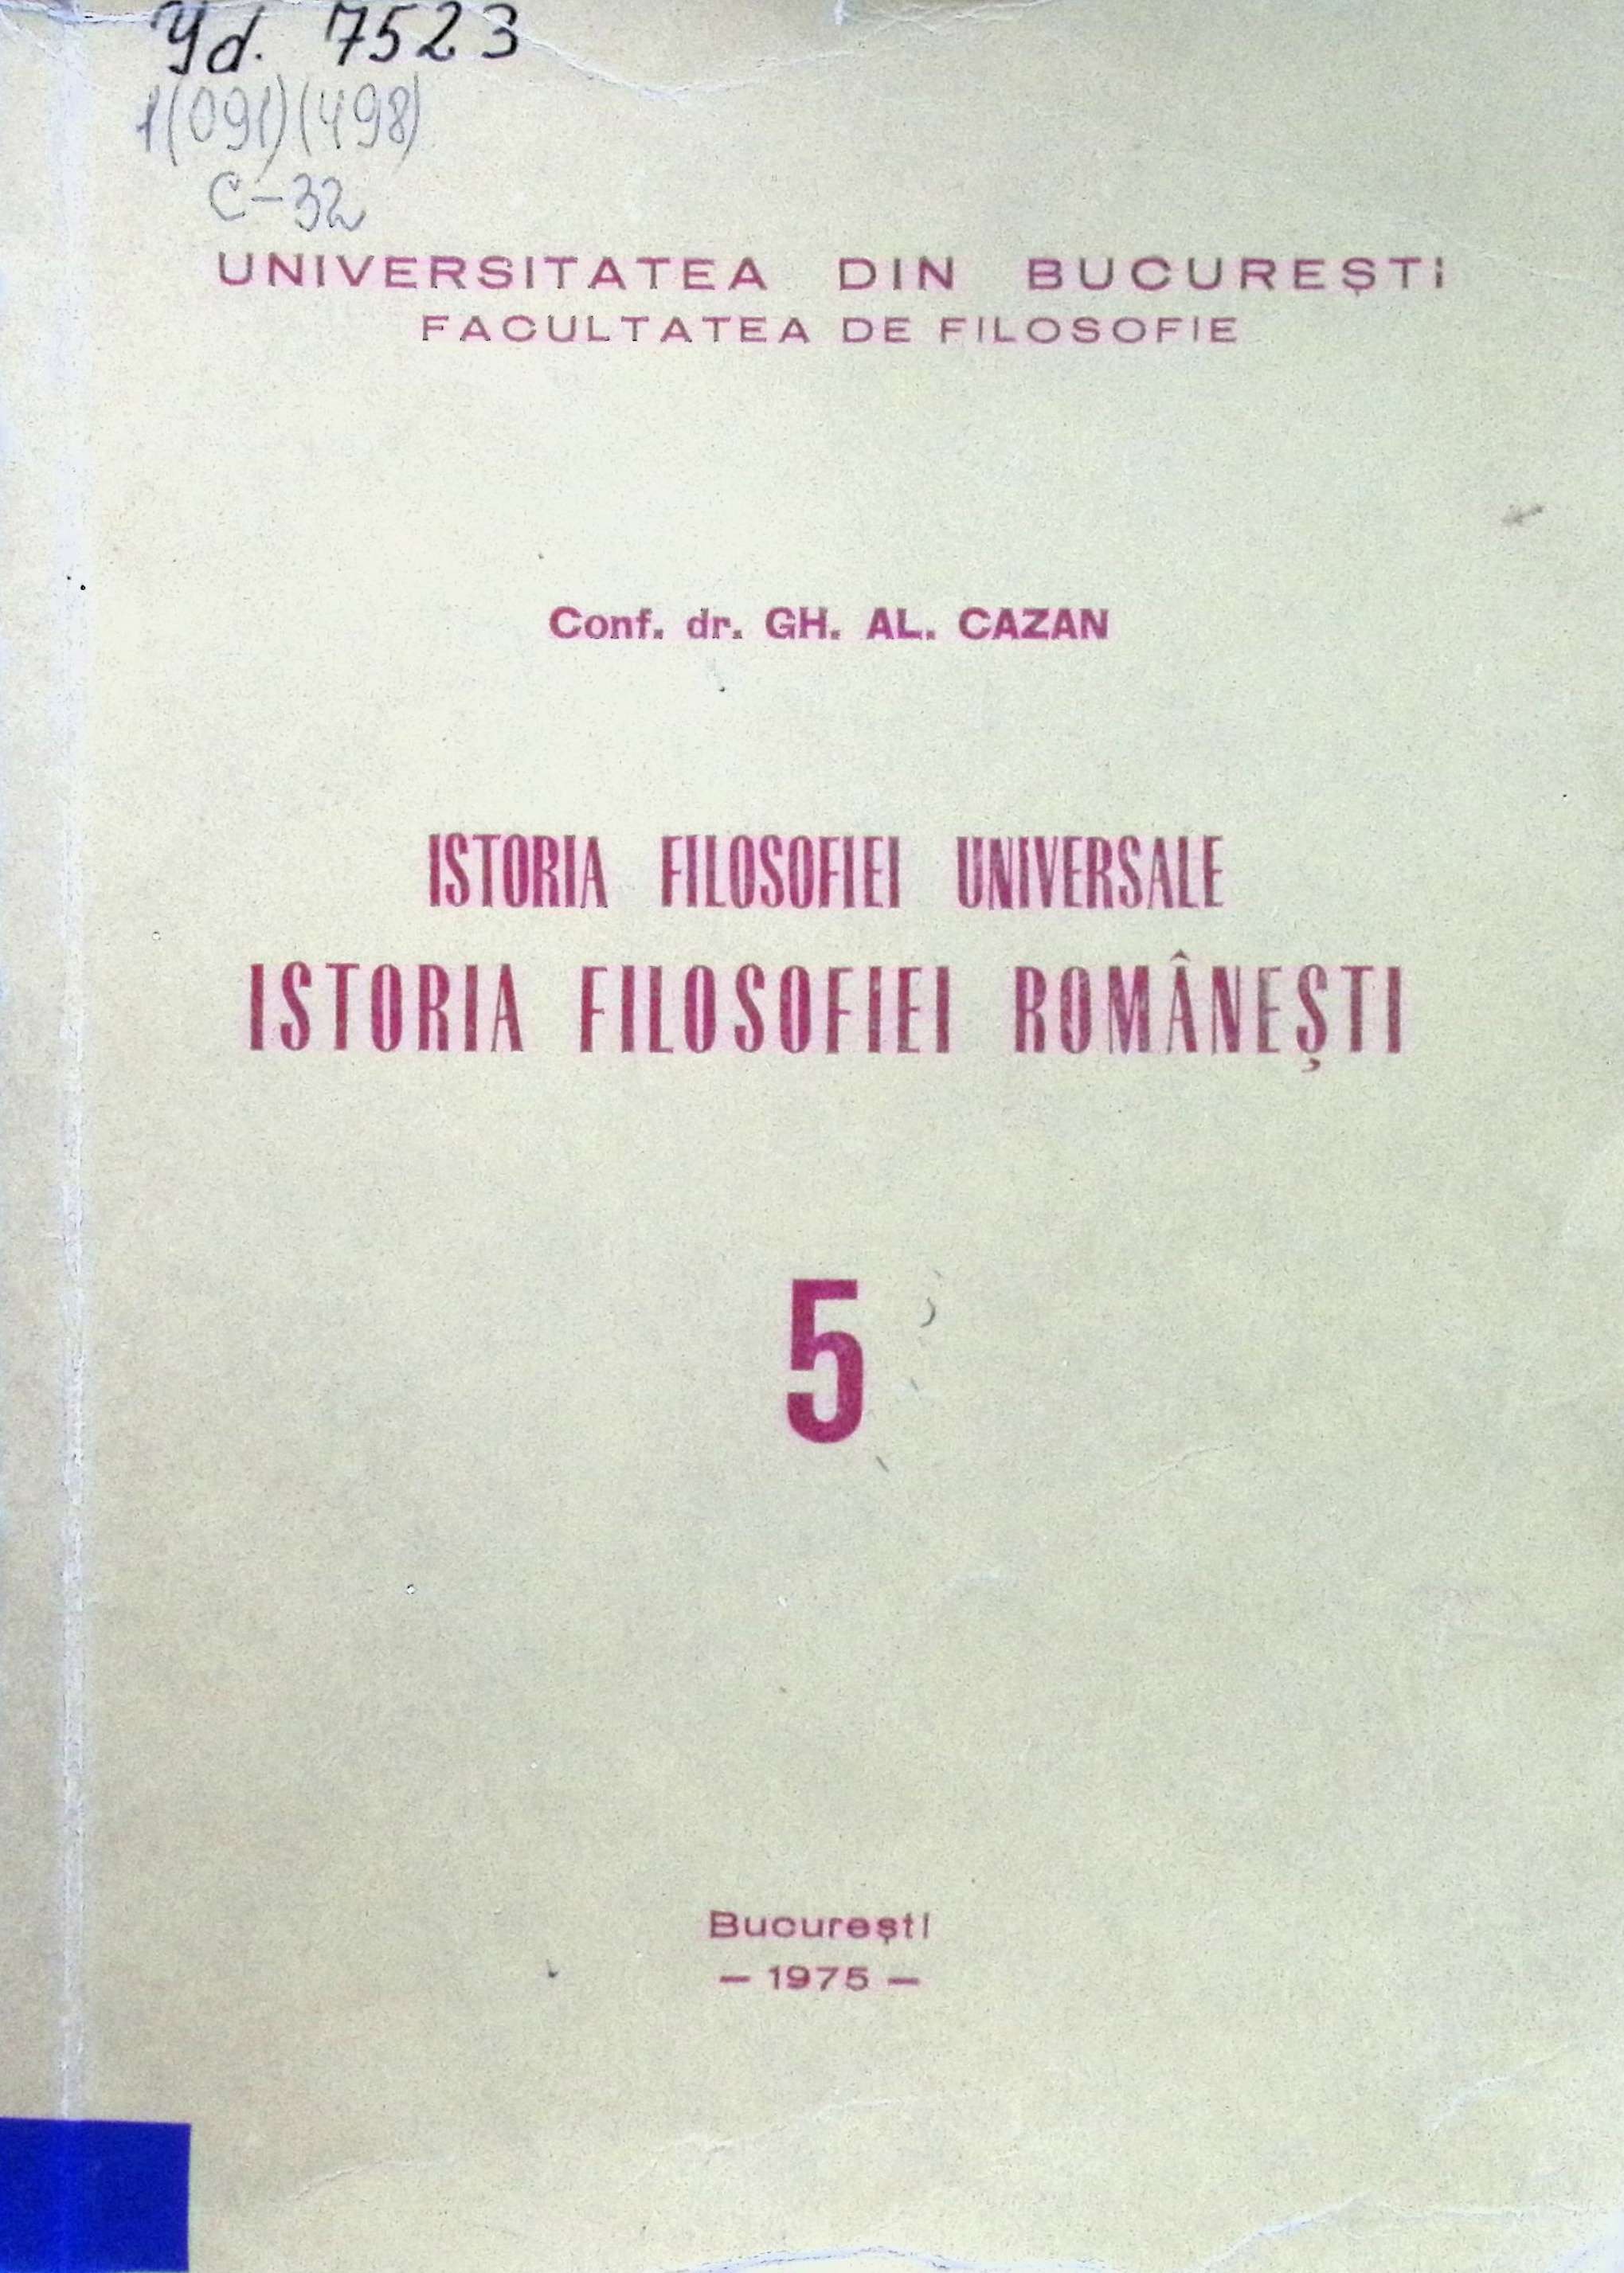 Yd. 7523
1(091)(498)
C-32
UNIVERSITATEA DIN BUCUREȘTI
FACULTATEA DE FILOSOFIE
Conf. dr. GH. AL. CAZAN
ISTORIA FILOSOFIEI UNIVERSALE
ISTORIA FILOSOFIEI ROMÂNEȘTI
5
București
— 1975 —